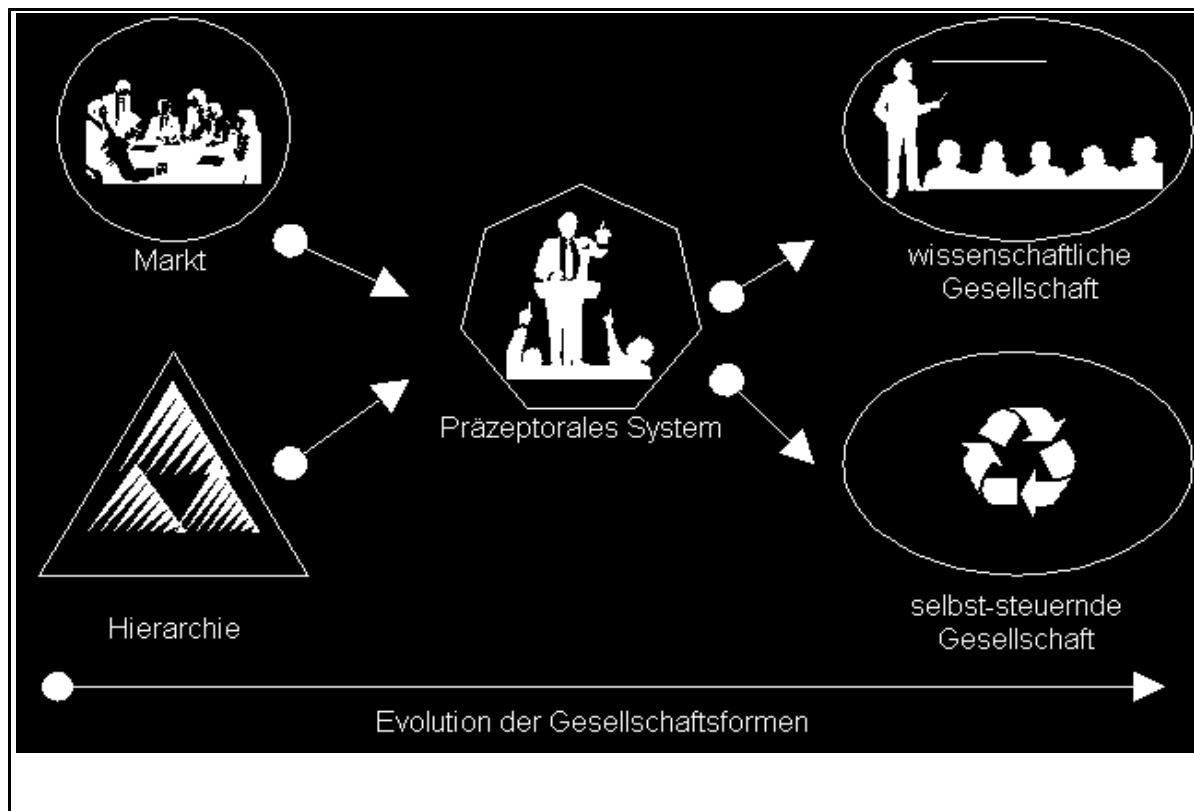 Markt
wissenschaftliche
Gesellschaft
Präzeptorales System
Hierarchie
selbst-steuernde
Gesellschaft
Evolution der Gesellschaftsformen